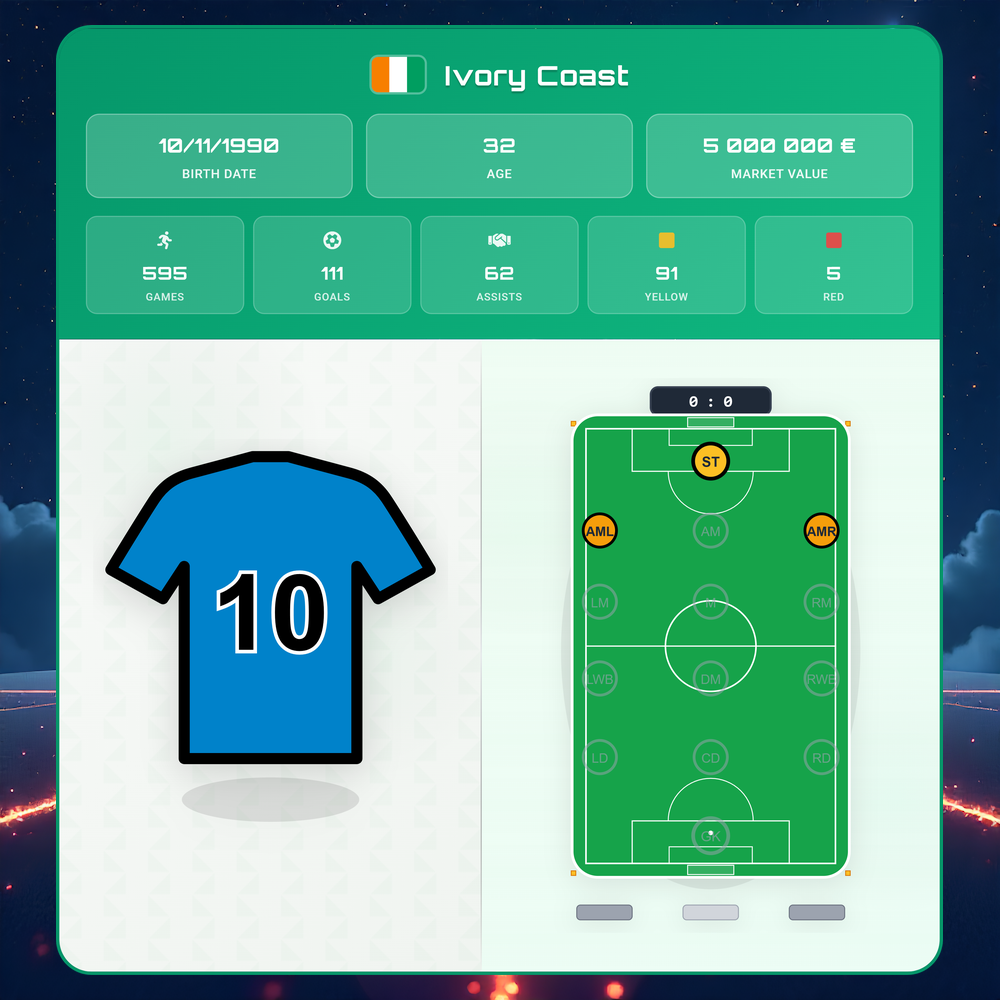 Ivory Coast
10/11/1990
BIRTH DATE
32
AGE
5 000 000 €
MARKET VALUE
595
GAMES
111
GOALS
62
ASSISTS
91
YELLOW
5
RED
10
0 : 0
ST
AML
AM
AMR
LM
M
RM
LWB
DM
RWB
LD
CD
RD
GK